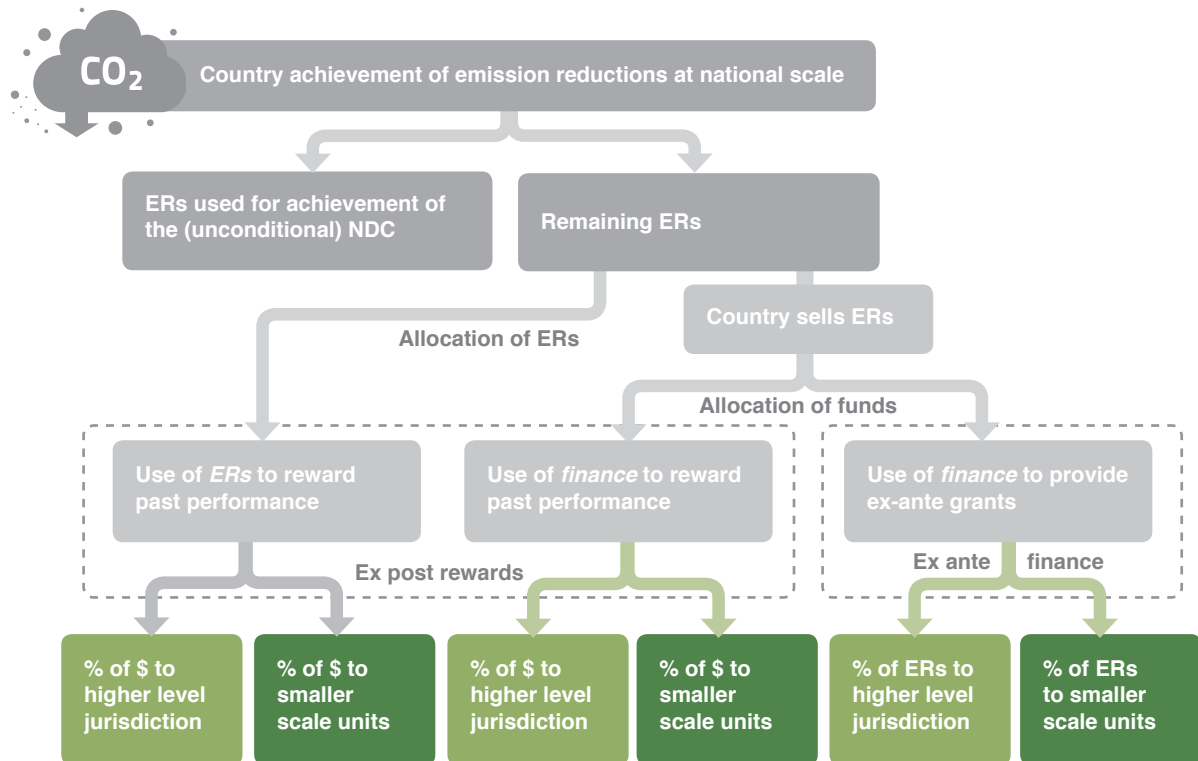 CO₂
Country achievement of emission reductions at national scale
ERs used for achievement of
the (unconditional) NDC
Remaining ERs
Country sells ERs
Allocation of ERs
Allocation of funds
Use of ERs to reward
past performance
Use of finance to reward
past performance
Use of finance to provide
ex-ante grants
Ex post rewards
Ex ante finance
% of $ to
higher level
jurisdiction
% of $ to
smaller
scale units
% of $ to
higher level
jurisdiction
% of $ to
smaller
scale units
% of ERs to
higher level
jurisdiction
% of ERs
to smaller
scale units